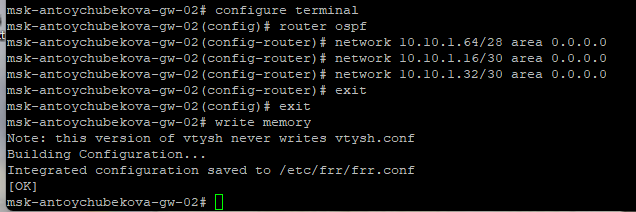 msk-antoychubekova-gw-02# configure terminal
msk-antoychubekova-gw-02(config)# router ospf
msk-antoychubekova-gw-02(config-router)# network 10.10.1.64/28 area 0.0.0.0
msk-antoychubekova-gw-02(config-router)# network 10.10.1.16/30 area 0.0.0.0
msk-antoychubekova-gw-02(config-router)# network 10.10.1.32/30 area 0.0.0.0
msk-antoychubekova-gw-02(config-router)# exit
msk-antoychubekova-gw-02(config)# exit
msk-antoychubekova-gw-02# write memory
Note: this version of vtysh never writes vtysh.conf
Building Configuration...
Integrated configuration saved to /etc/frr/frr.conf
[OK]
msk-antoychubekova-gw-02#